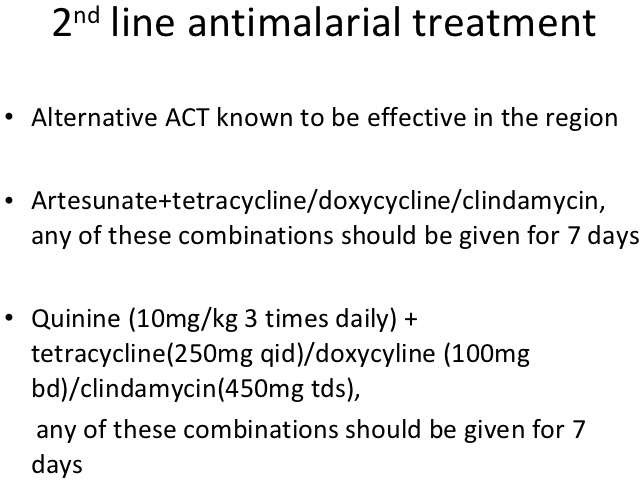 2nd line antimalarial treatment
• Alternative ACT known to be effective in the region
• Artesunate+tetracycline/doxycycline/clindamycin,
any of these combinations should be given for 7 days
• Quinine (10mg/kg 3 times daily) +
tetracycline(250mg qid)/doxycyline (100mg
bd)/clindamycin(450mg tds),
any of these combinations should be given for 7
days